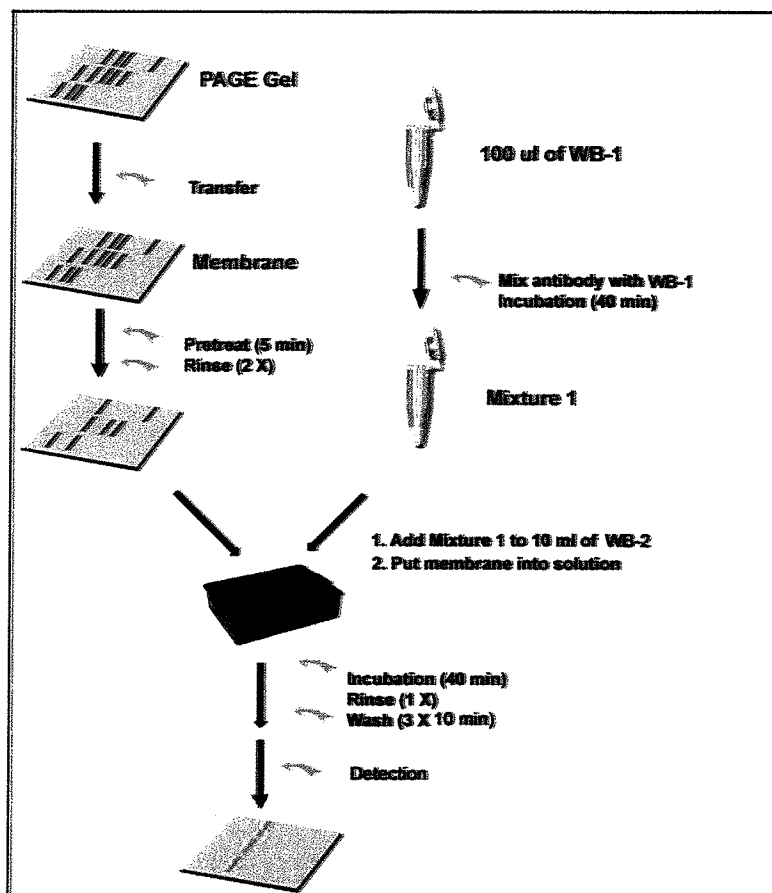 PAGE Gel
Transfer
Membrane
Pretreat (5 min)
Rinse (2 X)
100 ul of WB-1
Mix antibody with WB-1
Incubation (40 min)
Mixture 1
1. Add Mixture 1 to 10 ml of WB-2
2. Put membrane into solution
Incubation (40 min)
Rinse (1 X)
Wash (3 X 10 min)
Detection